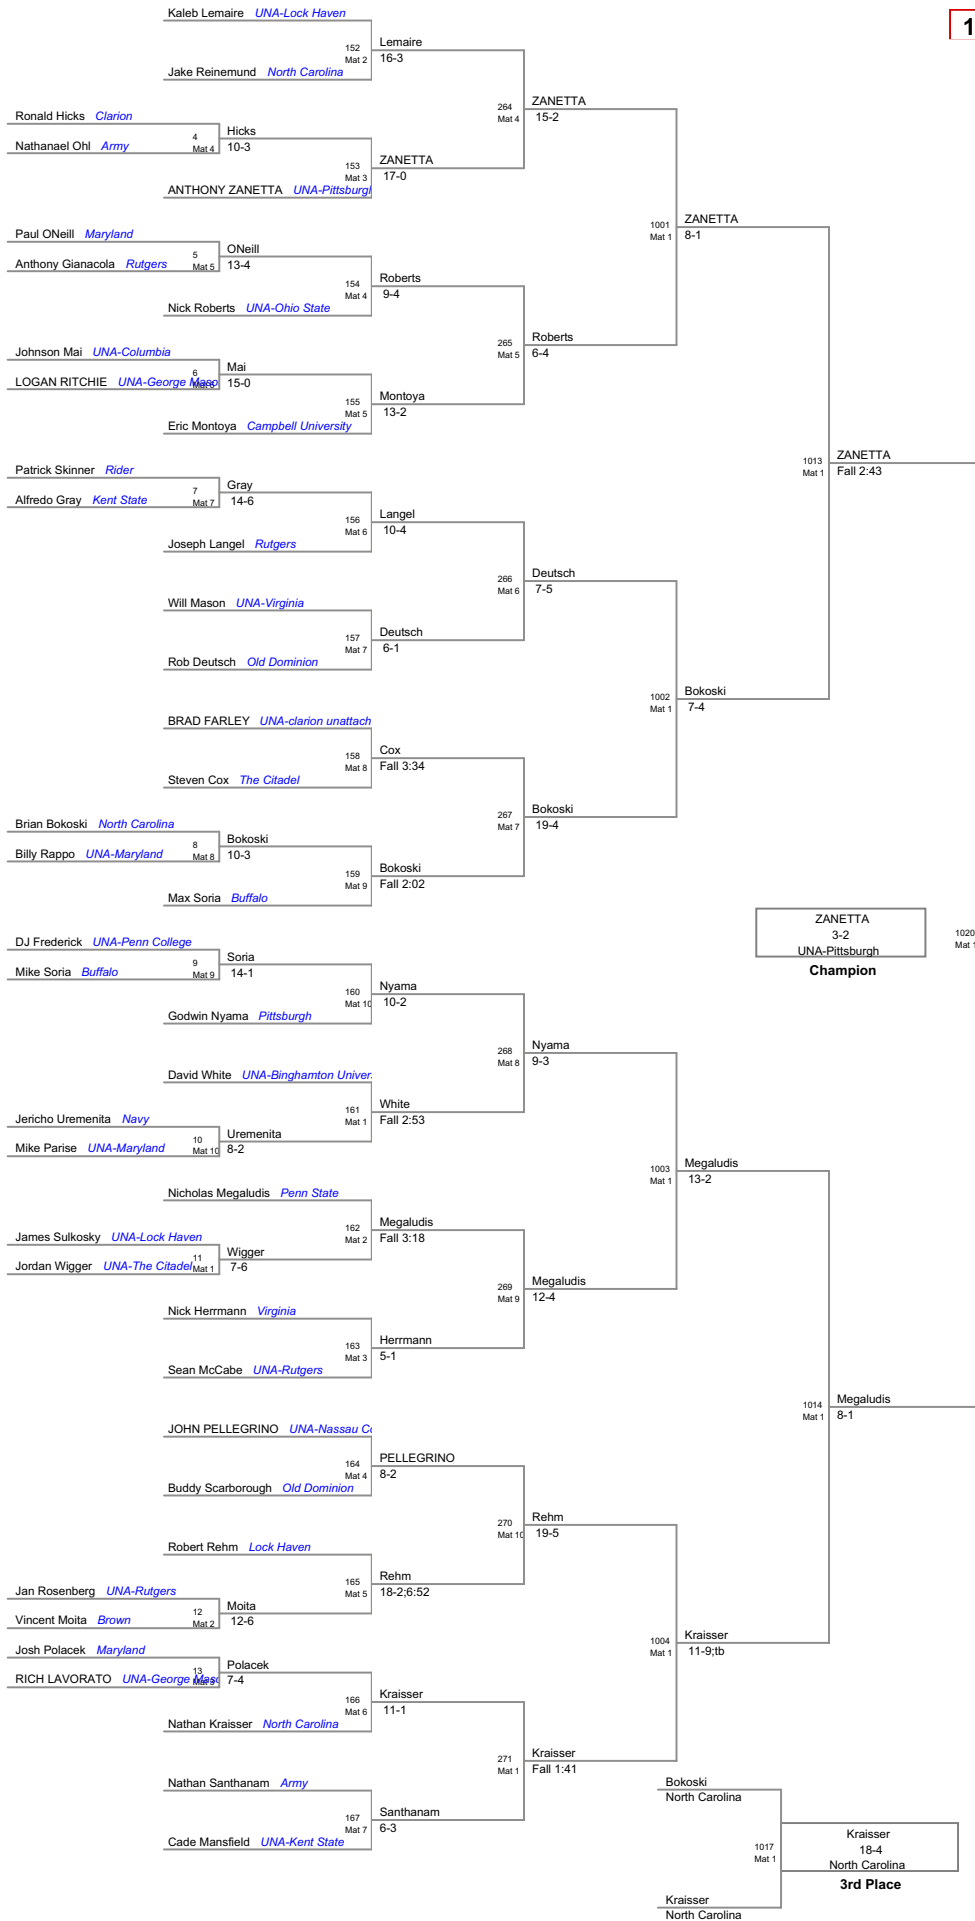 Kaleb Lemaire UNA-Lock Haven
1
152 Lemaire
Mat 2 16-3
Jake Reinemund North Carolina
264 ZANETTA
Mat 4 15-2
Ronald Hicks Clarion
4 Hicks
Nathanael Ohl Army Mat 4 10-3
153 ZANETTA
Mat 3 17-0
ANTHONY ZANETTA UNA-Pittsburgh
1001 ZANETTA
Mat 1 8-1
Paul ONeill Maryland
5 ONeill
Anthony Gianacola Rutgers Mat 5 13-4
154 Roberts
Mat 4 9-4
Nick Roberts UNA-Ohio State
265 Roberts
Mat 5 6-4
Johnson Mai UNA-Columbia
6 Mai
LOGAN RITCHIE UNA-George Maso Mat 6 15-0
155 Montoya
Mat 5 13-2
Eric Montoya Campbell University
1013 ZANETTA
Mat 1 Fall 2:43
Patrick Skinner Rider
7 Gray
Alfredo Gray Kent State Mat 7 14-6
156 Langel
Mat 6 10-4
Joseph Langel Rutgers
266 Deutsch
Mat 6 7-5
Will Mason UNA-Virginia
157 Deutsch
Mat 7 6-1
Rob Deutsch Old Dominion
1002 Bokoski
Mat 1 7-4
BRAD FARLEY UNA-clarion unattach
158 Cox
Mat 8 Fall 3:34
Steven Cox The Citadel
267 Bokoski
Mat 7 19-4
Brian Bokoski North Carolina
8 Bokoski
Billy Rappo UNA-Maryland Mat 8 10-3
159 Bokoski
Mat 9 Fall 2:02
Max Soria Buffalo
ZANETTA
3-2
UNA-Pittsburgh
Champion
1020
Mat 1
DJ Frederick UNA-Penn College
9 Soria
Mike Soria Buffalo Mat 9 14-1
160 Nyama
Mat 10 10-2
Godwin Nyama Pittsburgh
268 Nyama
Mat 8 9-3
David White UNA-Binghamton Univer
161 White
Mat 1 Fall 2:53
Jericho Uremenita Navy
10 Uremenita
Mike Parise UNA-Maryland Mat 10 8-2
1003 Megaludis
Mat 1 13-2
Nicholas Megaludis Penn State
162 Megaludis
Mat 2 Fall 3:18
James Sulkosky UNA-Lock Haven
11 Wigger
Jordan Wigger UNA-The Citadel Mat 1 7-6
269 Megaludis
Mat 9 12-4
Nick Herrmann Virginia
163 Herrmann
Mat 3 5-1
Sean McCabe UNA-Rutgers
1014 Megaludis
Mat 1 8-1
JOHN PELLEGRINO UNA-Nassau Co
164 PELLEGRINO
Mat 4 8-2
Buddy Scarborough Old Dominion
270 Rehm
Mat 10 19-5
Robert Rehm Lock Haven
165 Rehm
Mat 5 18-2;6:52
Jan Rosenberg UNA-Rutgers
12 Moita
Vincent Moita Brown Mat 2 12-6
1004 Kraisser
Mat 1 11-9;tb
Josh Polacek Maryland
13 Polacek
RICH LAVORATO UNA-George Maso Mat 3 7-4
166 Kraisser
Mat 6 11-1
Nathan Kraisser North Carolina
271 Kraisser
Mat 1 Fall 1:41
Nathan Santhanam Army
167 Santhanam
Mat 7 6-3
Cade Mansfield UNA-Kent State
Bokoski
North Carolina
1017
Mat 1
Kraisser
18-4
North Carolina
3rd Place
Kraisser
North Carolina